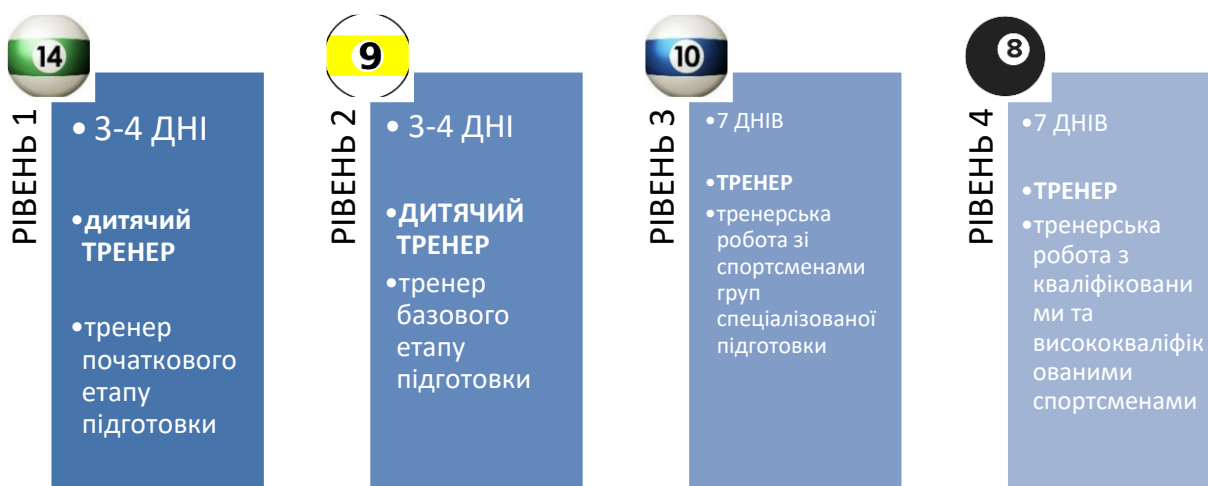 14
РІВЕНЬ 1
• 3-4 ДНІ
•дитячий
ТРЕНЕР
•тренер
початкового
етапу
підготовки
9
РІВЕНЬ 2
• 3-4 ДНІ
•ДИТЯЧИЙ
ТРЕНЕР
•тренер
базового
етапу
підготовки
10
РІВЕНЬ 3
•7 ДНІВ
•ТРЕНЕР
•тренерська
робота зі
спортсменами
груп
спеціалізованої
підготовки
8
РІВЕНЬ 4
•7 ДНІВ
•ТРЕНЕР
•тренерська
робота з
кваліфіковани
ми та
висококваліфік
ованими
спортсменами